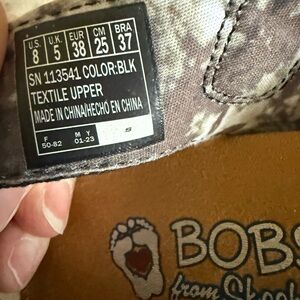 U.S. U.K. EUR CM BRA
8 5 38 25 37
SN 113541 COLOR:BLK
TEXTILE UPPER
MADE IN CHINA/HECHO EN CHINA
F M Y
50-82 01-23
BOBS
from Skech